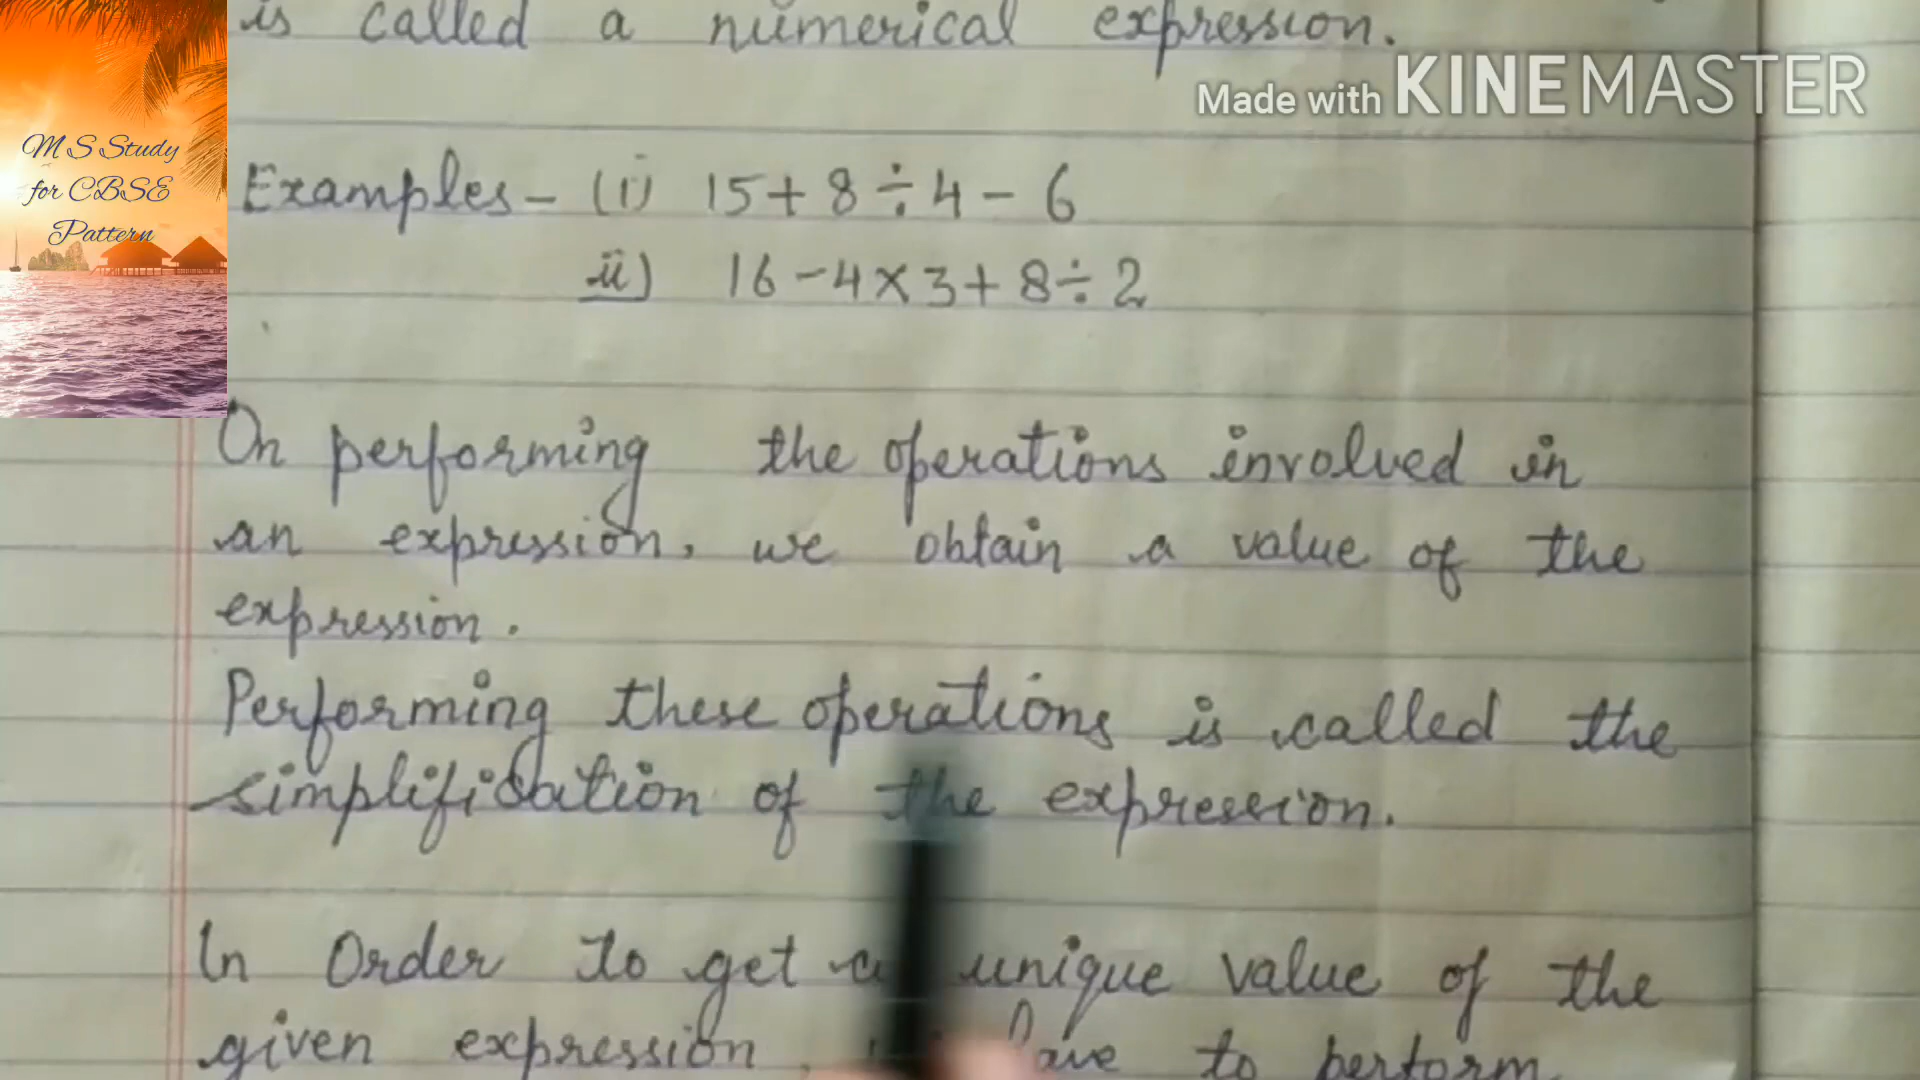 is called a numerical expression.
Made with KINEMASTER
M S Study
for CBSE
Pattern
Examples - (i) 15 + 8 ÷ 4 - 6
ii) 16 - 4 × 3 + 8 ÷ 2
On performing the operations involved in
an expression, we obtain a value of the
expression.
Performing these operations is called the
simplification of the expression.
In Order to get a unique value of the
given expression, have to perform